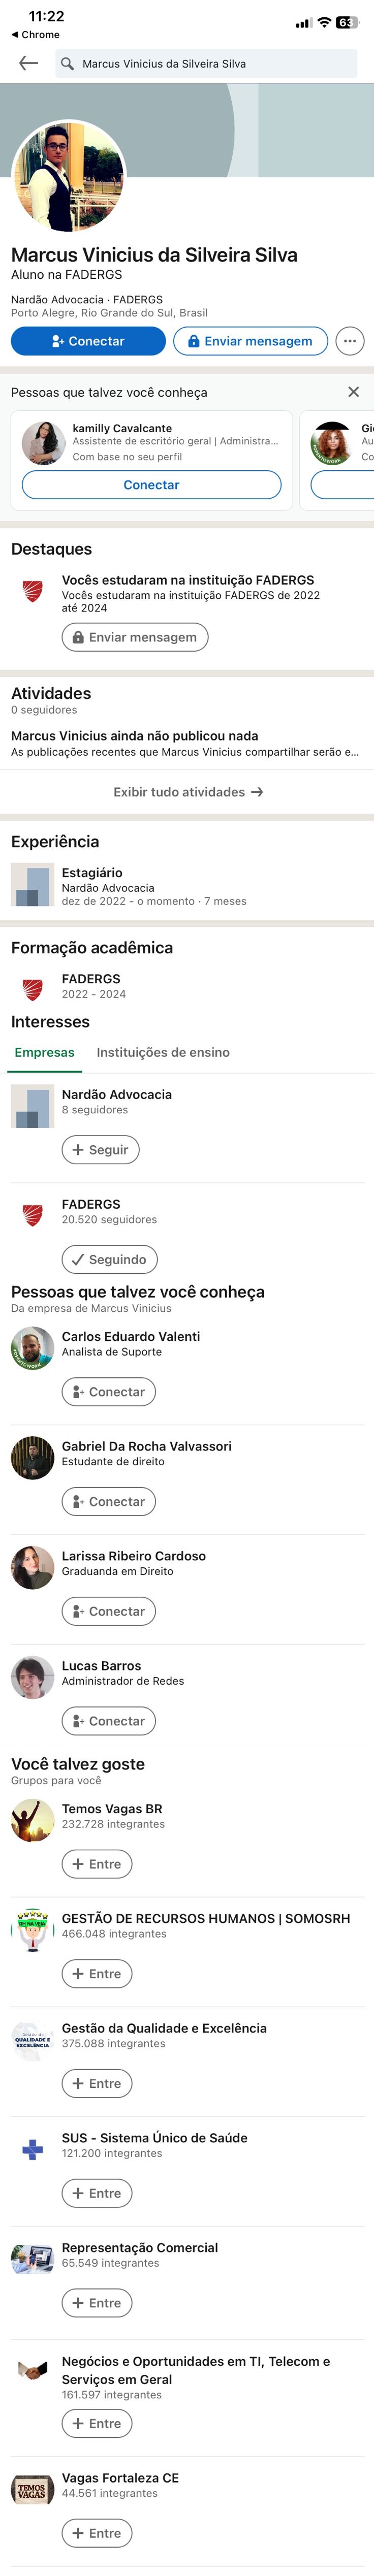 11:22
63
◀ Chrome
Marcus Vinicius da Silveira Silva
Marcus Vinicius da Silveira Silva
Aluno na FADERGS
Nardão Advocacia · FADERGS
Porto Alegre, Rio Grande do Sul, Brasil
Conectar
Enviar mensagem
Pessoas que talvez você conheça
kamilly Cavalcante
Assistente de escritório geral | Administra...
Com base no seu perfil
Conectar
Gi
Au
Co
Destaques
Vocês estudaram na instituição FADERGS
Vocês estudaram na instituição FADERGS de 2022
até 2024
Enviar mensagem
Atividades
0 seguidores
Marcus Vinicius ainda não publicou nada
As publicações recentes que Marcus Vinicius compartilhar serão e...
Exibir tudo atividades →
Experiência
Estagiário
Nardão Advocacia
dez de 2022 - o momento · 7 meses
Formação acadêmica
FADERGS
2022 - 2024
Interesses
Empresas
Instituições de ensino
Nardão Advocacia
8 seguidores
+ Seguir
FADERGS
20.520 seguidores
✓ Seguindo
Pessoas que talvez você conheça
Da empresa de Marcus Vinicius
Carlos Eduardo Valenti
Analista de Suporte
Conectar
Gabriel Da Rocha Valvassori
Estudante de direito
Conectar
Larissa Ribeiro Cardoso
Graduanda em Direito
Conectar
Lucas Barros
Administrador de Redes
Conectar
Você talvez goste
Grupos para você
Temos Vagas BR
232.728 integrantes
+ Entre
GESTÃO DE RECURSOS HUMANOS | SOMOSRH
466.048 integrantes
+ Entre
Gestão da Qualidade e Excelência
375.088 integrantes
QUALIDADE E
EXCELÊNCIA
+ Entre
SUS - Sistema Único de Saúde
121.200 integrantes
+ Entre
Representação Comercial
65.549 integrantes
+ Entre
Negócios e Oportunidades em TI, Telecom e
Serviços em Geral
161.597 integrantes
+ Entre
Vagas Fortaleza CE
44.561 integrantes
TEMOS
VAGAS
+ Entre